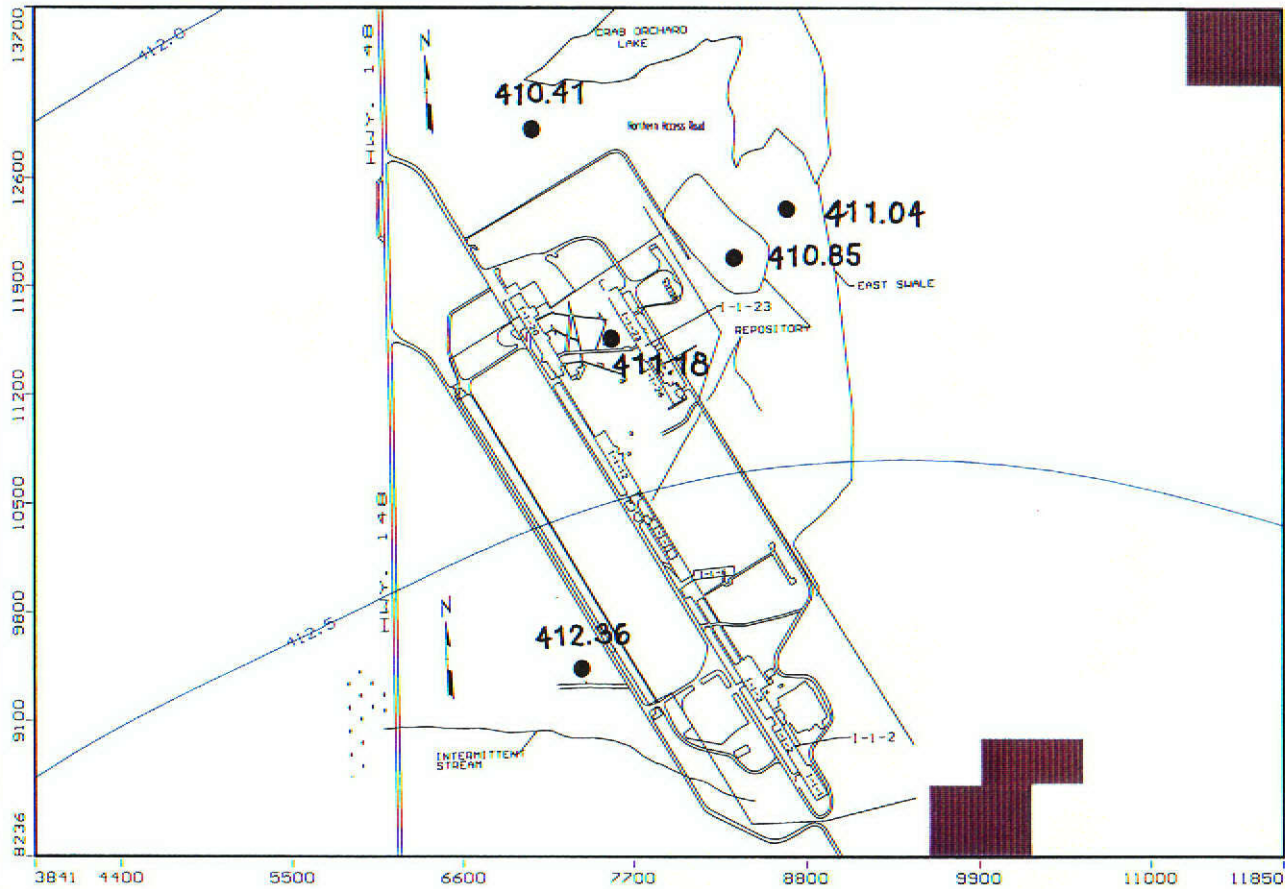 13700
12600
11900
11200
10500
9800
9100
8236
412.0
HWY. 148
N
CRAB ORCHARD
LAKE
410.41
Northern Access Road
411.04
410.85
EAST SWALE
1-1-23
REPOSITORY
411.18
HWY. 148
412.5
N
412.36
INTERMITTENT
STREAM
1-1-2
3841 4400 5500 6600 7700 8800 9900 11000 11850